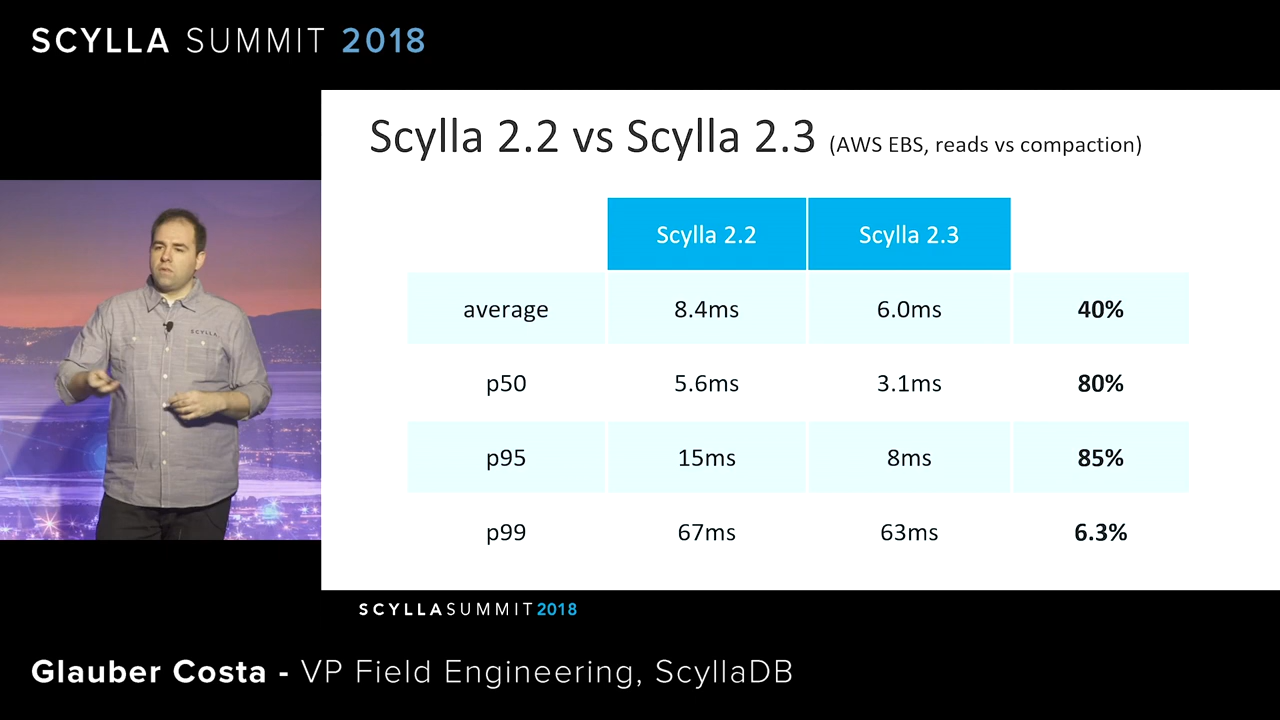 SCYLLA SUMMIT 2018
Scylla 2.2 vs Scylla 2.3 (AWS EBS, reads vs compaction)
Scylla 2.2 Scylla 2.3
average 8.4ms 6.0ms 40%
p50 5.6ms 3.1ms 80%
p95 15ms 8ms 85%
p99 67ms 63ms 6.3%
SCYLLA
SCYLLASUMMIT2018
Glauber Costa - VP Field Engineering, ScyllaDB